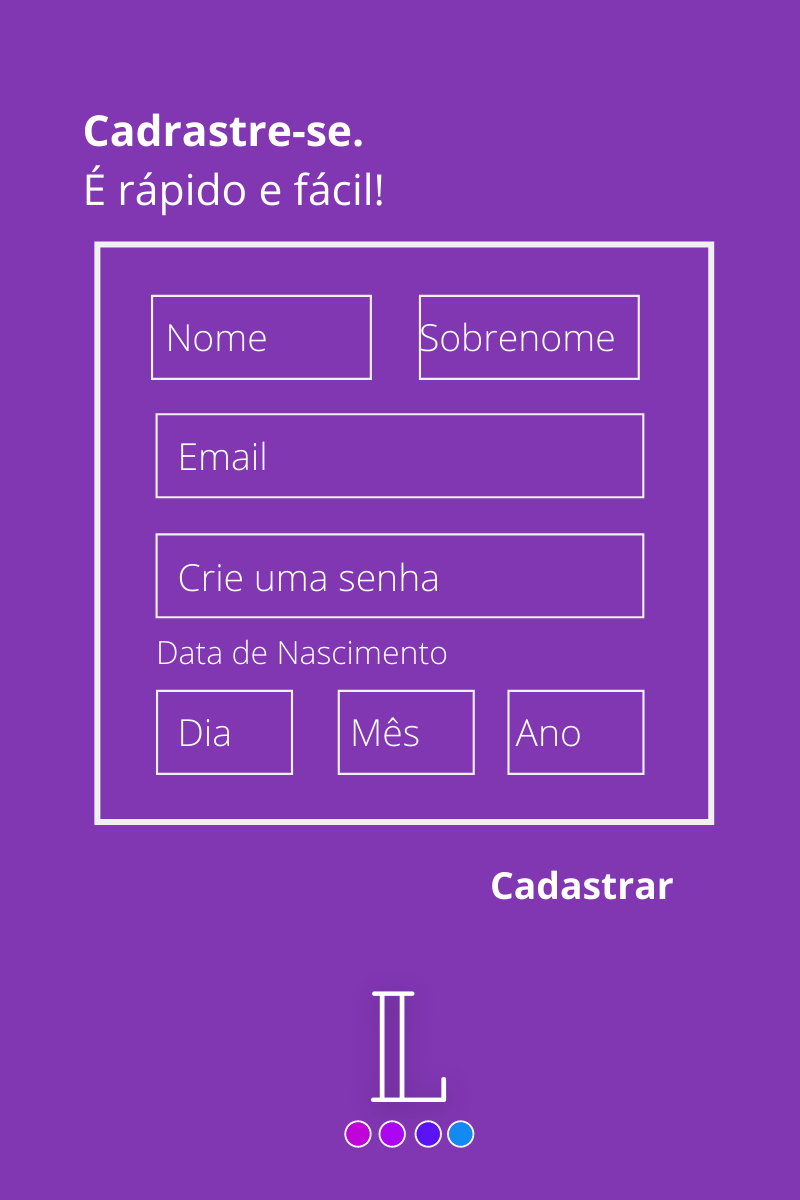 Cadrastre-se.
É rápido e fácil!
Nome
Sobrenome
Email
Crie uma senha
Data de Nascimento
Dia
Mês
Ano
Cadastrar
L